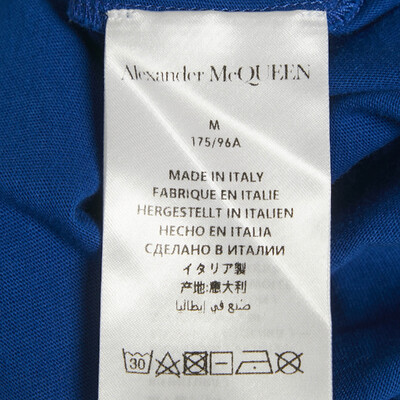 Alexander McQUEEN
M
175/96A
MADE IN ITALY
FABRIQUE EN ITALIE
HERGESTELLT IN ITALIEN
HECHO EN ITALIA
СДЕЛАНО В ИТАЛИИ
イタリア製
产地:意大利
صنع في إيطاليا
30